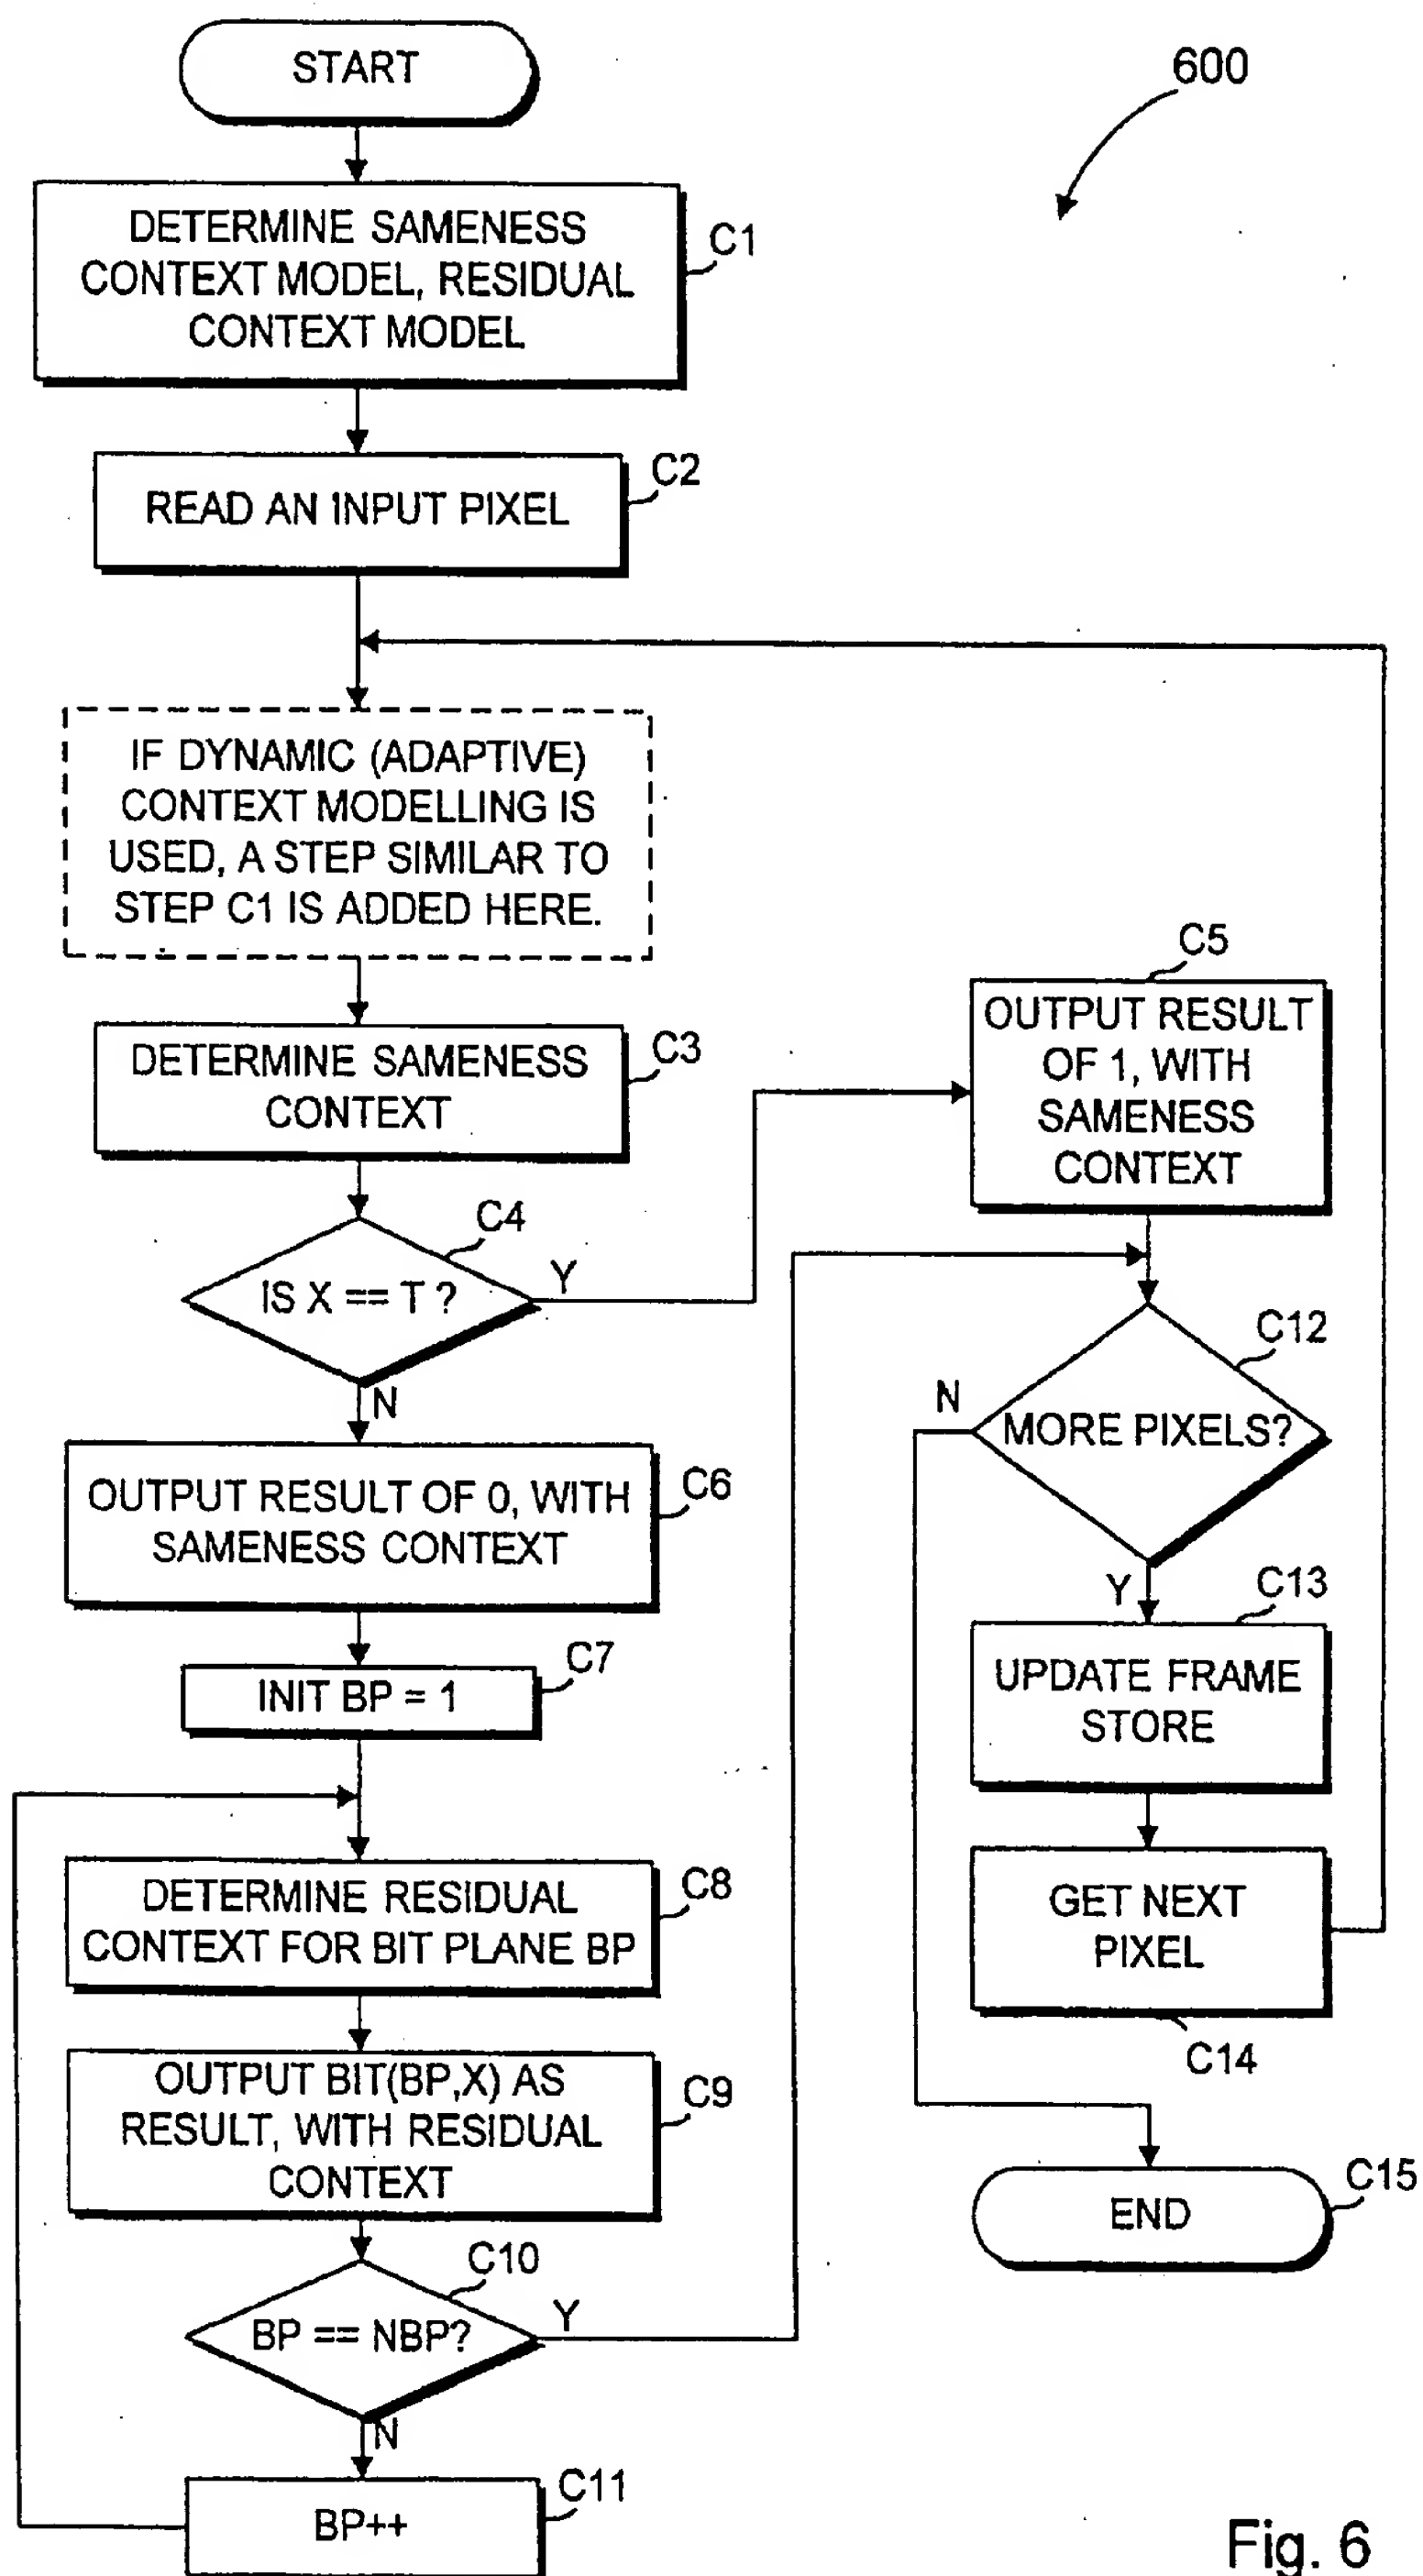 START
600
DETERMINE SAMENESS
CONTEXT MODEL, RESIDUAL
CONTEXT MODEL
C1
READ AN INPUT PIXEL
C2
IF DYNAMIC (ADAPTIVE)
CONTEXT MODELLING IS
USED, A STEP SIMILAR TO
STEP C1 IS ADDED HERE.
DETERMINE SAMENESS
CONTEXT
C3
IS X == T ?
C4
Y
N
C5
OUTPUT RESULT
OF 1, WITH
SAMENESS
CONTEXT
OUTPUT RESULT OF 0, WITH
SAMENESS CONTEXT
C6
INIT BP = 1
C7
DETERMINE RESIDUAL
CONTEXT FOR BIT PLANE BP
C8
OUTPUT BIT(BP,X) AS
RESULT, WITH RESIDUAL
CONTEXT
C9
BP == NBP?
C10
Y
N
BP++
C11
MORE PIXELS?
C12
N
Y
C13
UPDATE FRAME
STORE
GET NEXT
PIXEL
C14
END
C15
Fig. 6